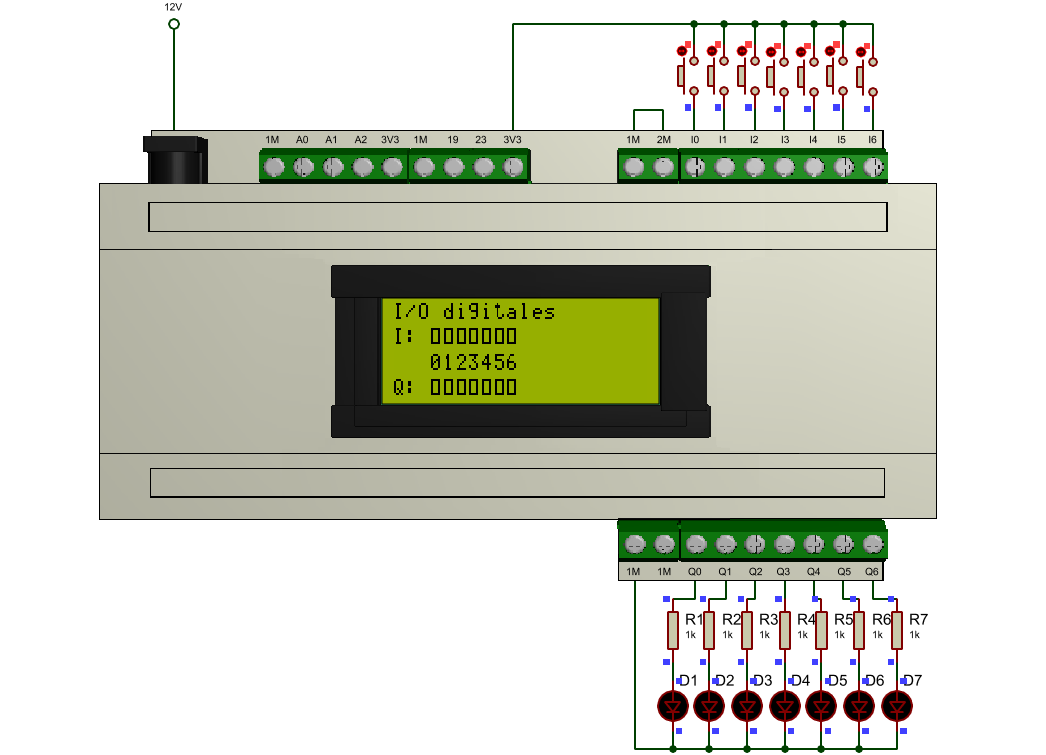 12V
1M A0 A1 A2 3V3 1M 19 23 3V3 1M 2M I0 I1 I2 I3 I4 I5 I6
I/O digitales
I: 0000000
0123456
Q: 0000000
1M 1M Q0 Q1 Q2 Q3 Q4 Q5 Q6
R1 R2 R3 R4 R5 R6 R7
1k 1k 1k 1k 1k 1k 1k
D1 D2 D3 D4 D5 D6 D7